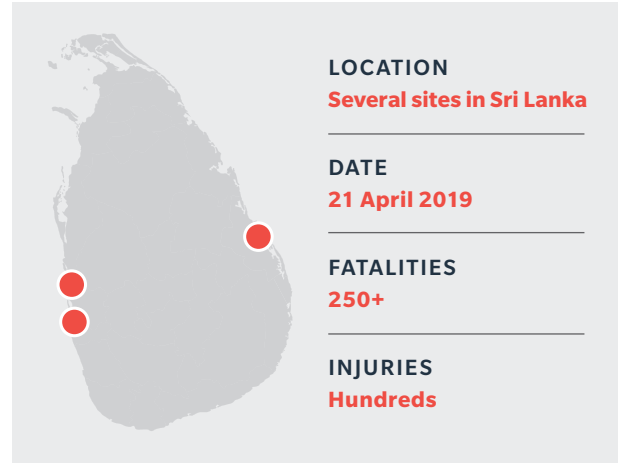 LOCATION
Several sites in Sri Lanka
DATE
21 April 2019
FATALITIES
250+
INJURIES
Hundreds